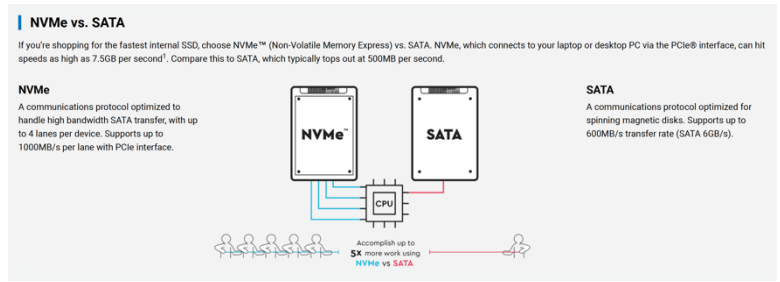 NVMe vs. SATA
If you're shopping for the fastest internal SSD, choose NVMe™ (Non-Volatile Memory Express) vs. SATA. NVMe, which connects to your laptop or desktop PC via the PCIe® interface, can hit
speeds as high as 7.5GB per second¹. Compare this to SATA, which typically tops out at 500MB per second.
NVMe
A communications protocol optimized to
handle high bandwidth SATA transfer, with up
to 4 lanes per device. Supports up to
1000MB/s per lane with PCIe interface.
NVMe™
SATA
CPU
Accomplish up to
5X more work using
NVMe vs SATA
SATA
A communications protocol optimized for
spinning magnetic disks. Supports up to
600MB/s transfer rate (SATA 6GB/s).